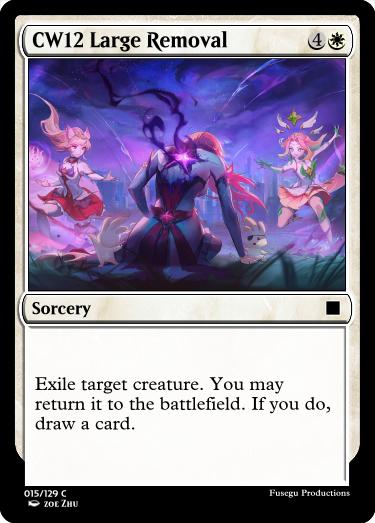 CW12 Large Removal 4
Sorcery
Exile target creature. You may
return it to the battlefield. If you do,
draw a card.
015/129 C
Fusegu Productions
ZOE ZHU